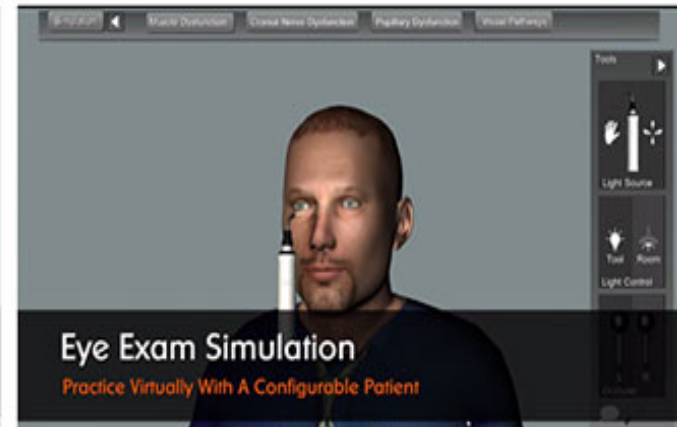 Simulation
Muscle Dysfunction
Cranial Nerve Dysfunction
Pupillary Dysfunction
Visual Pathways
Tools
Light Source
Tool Room
Light Control
Eye Exam Simulation
Practice Virtually With A Configurable Patient